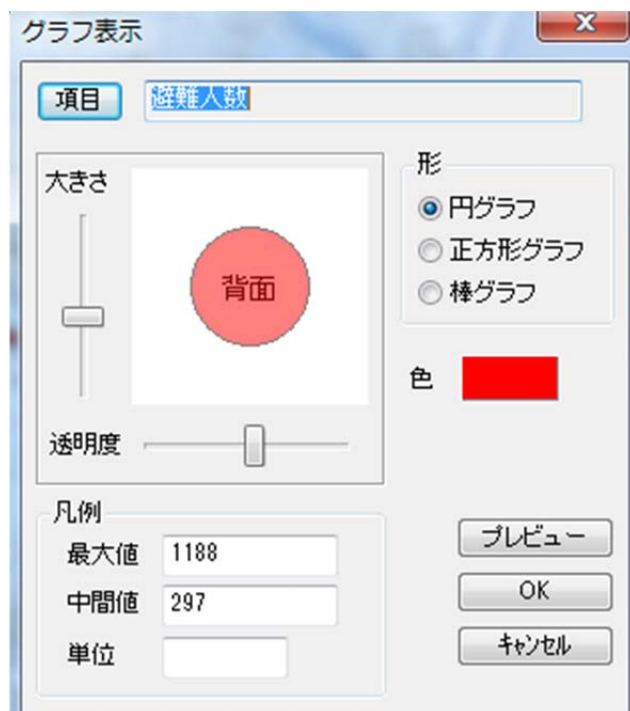 グラフ表示
項目 避難人数
大きさ
背面
透明度
形
円グラフ
正方形グラフ
棒グラフ
色
凡例
最大値 1188
中間値 297
単位
プレビュー
OK
キャンセル